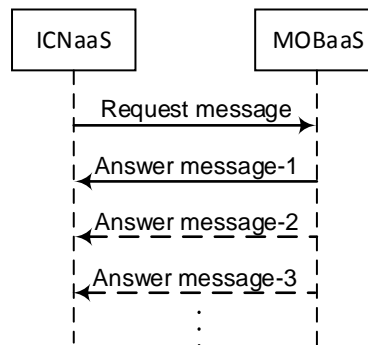 ICNaaS
MOBaaS
Request message
Answer message-1
Answer message-2
Answer message-3